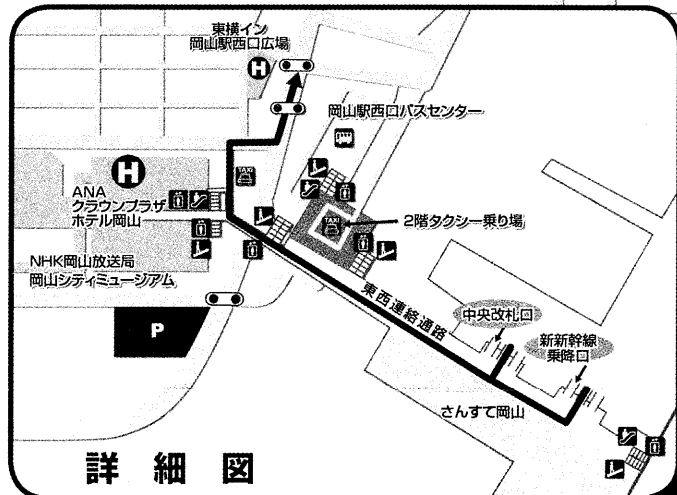 東横イン
岡山駅西口広場
H
岡山駅西口バスセンター
H
TAXI
ANA
クラウンプラザ
ホテル岡山
TAXI
2階タクシー乗り場
NHK岡山放送局
岡山シティミュージアム
東西連絡通路
中央改札口
P
新新幹線
乗降口
さんすて岡山
詳細図